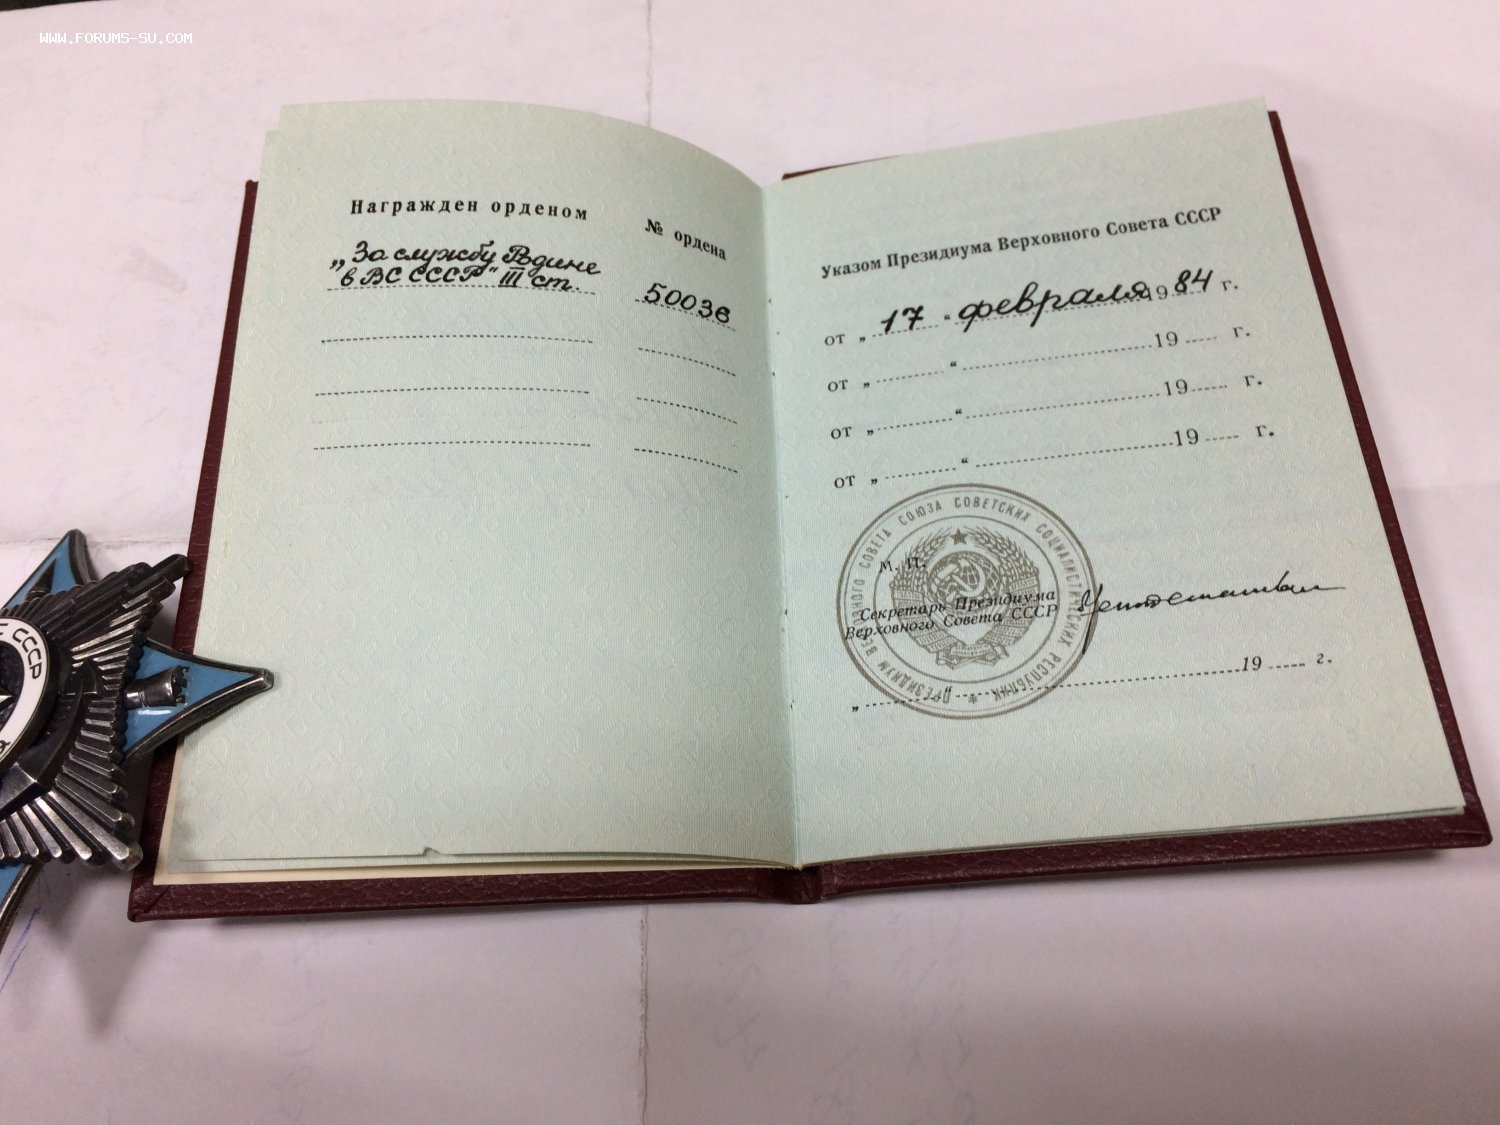 WWW.FORUMS-SU.COM
Награжден орденом
№ ордена
„За службу Родине
в ВС СССР“ III ст.
50036
Указом Президиума Верховного Совета СССР
от „ 17 “ февраля 1984 г.
от „ “ 19 г.
от „ “ 19 г.
от „ “ 19 г.
М. П.
Секретарь Президиума
Верховного Совета СССР
„ 19 г.
ПРЕЗИДИУМ ВЕРХОВНОГО СОВЕТА СОЮЗА СОВЕТСКИХ СОЦИАЛИСТИЧЕСКИХ РЕСПУБЛИК
СССР